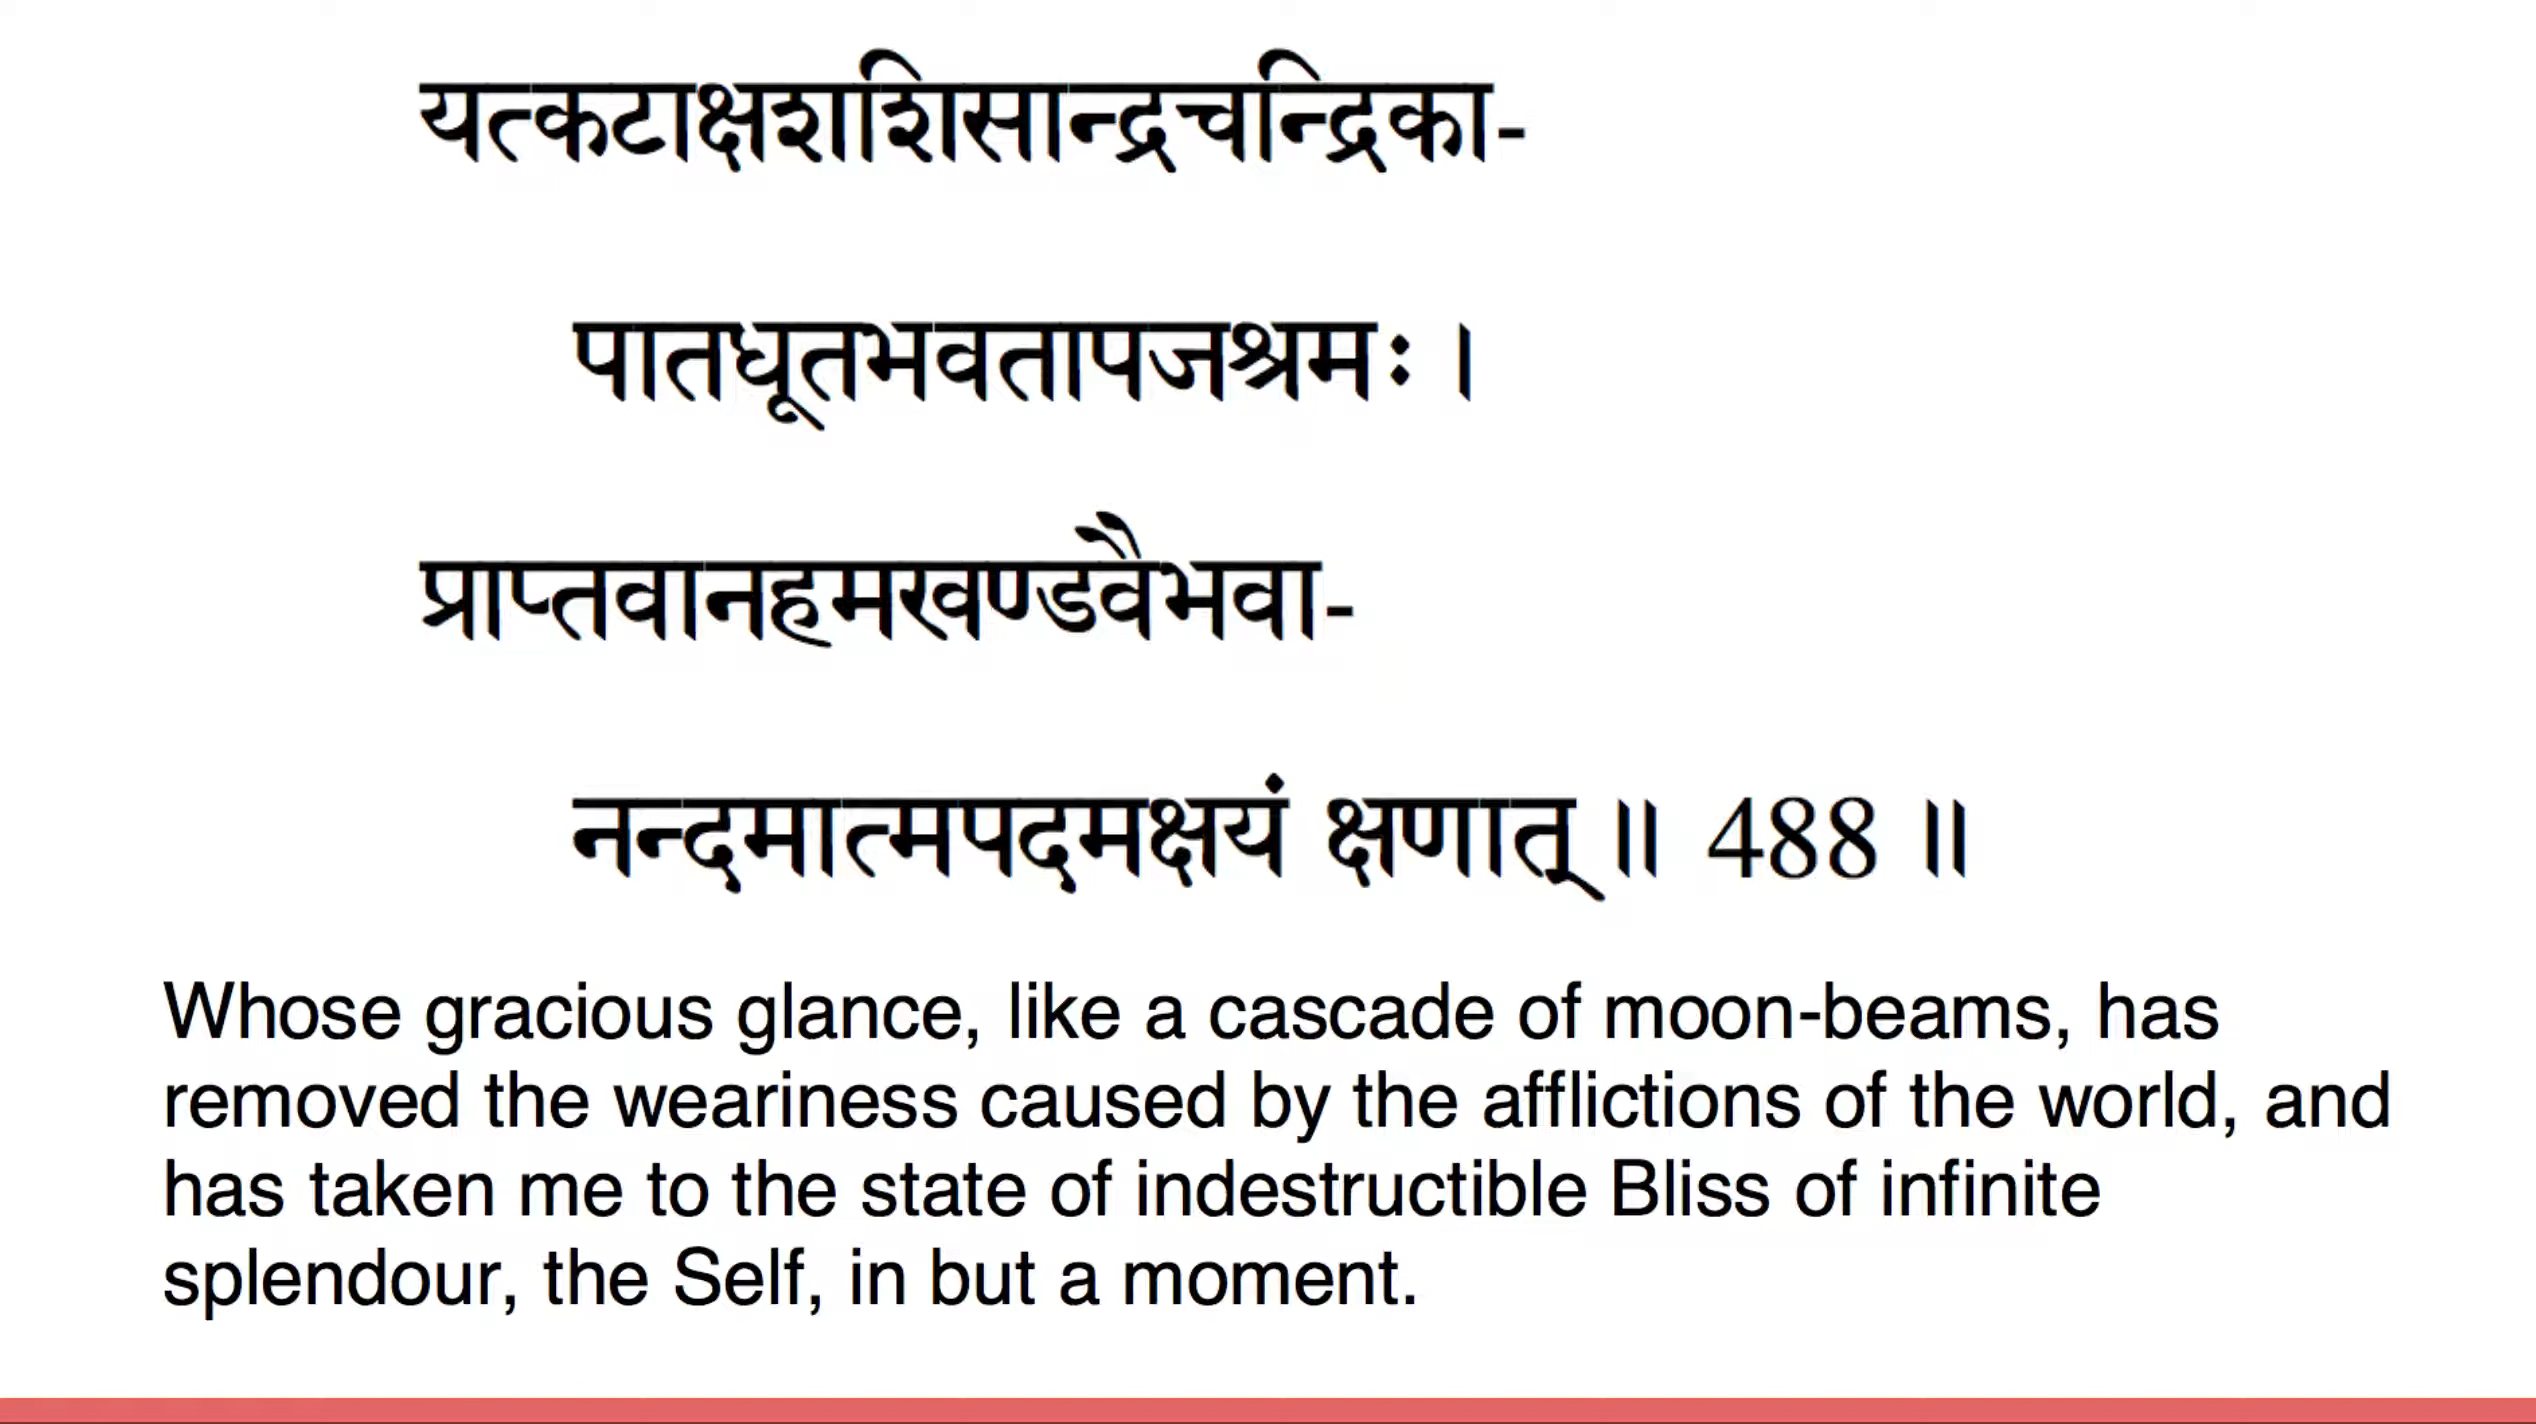 यत्कटाक्षशशिसान्द्रचन्द्रिका-
पातधूतभवतापजश्रमः ।
प्राप्तवानहमखण्डवैभवा-
नन्दमात्मपदमक्षयं क्षणात् ॥ 488 ॥
Whose gracious glance, like a cascade of moon-beams, has
removed the weariness caused by the afflictions of the world, and
has taken me to the state of indestructible Bliss of infinite
splendour, the Self, in but a moment.